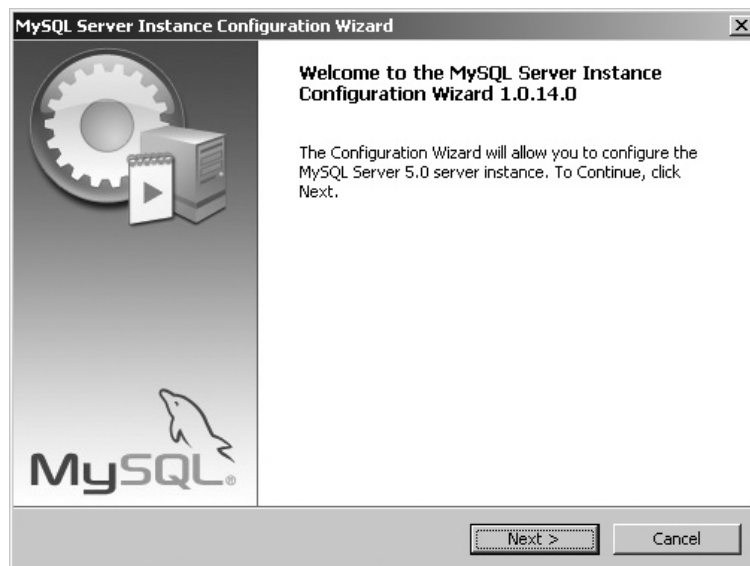 MySQL Server Instance Configuration Wizard
Welcome to the MySQL Server Instance
Configuration Wizard 1.0.14.0
The Configuration Wizard will allow you to configure the
MySQL Server 5.0 server instance. To Continue, click
Next.
MySQL®
Next >
Cancel